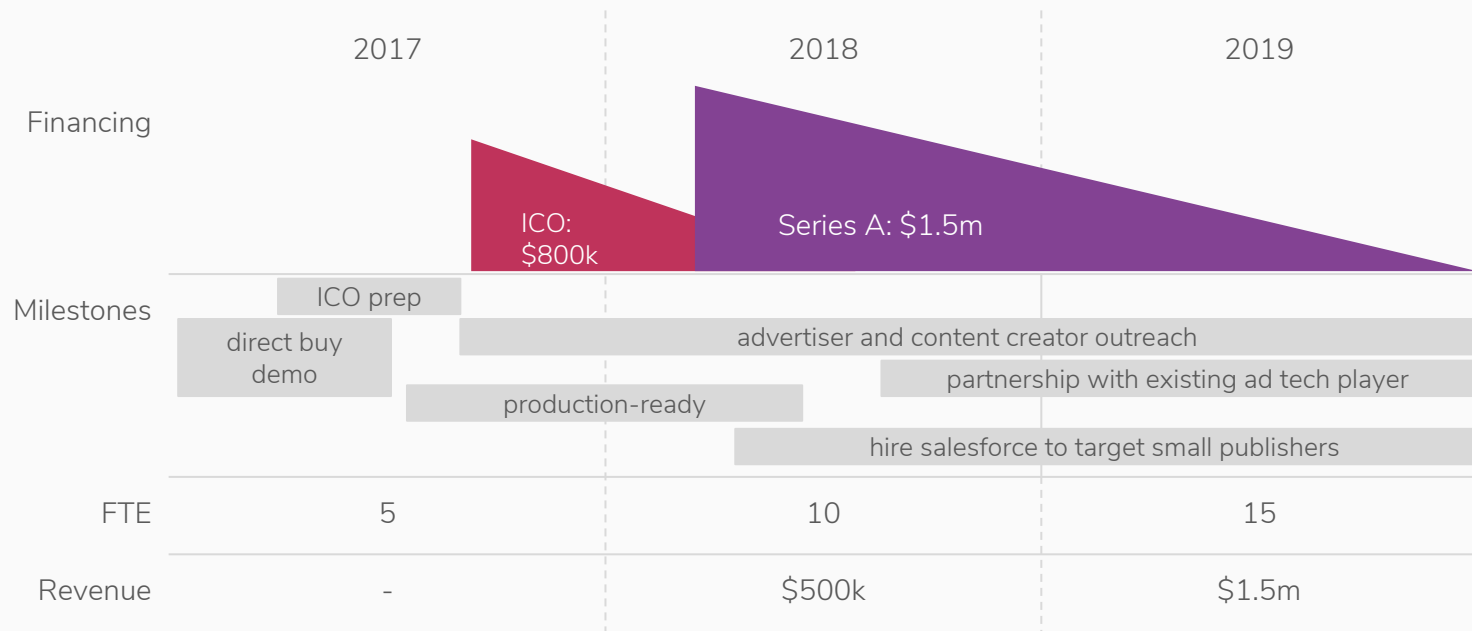 2017
2018
2019
Financing
ICO:
$800k
Series A: $1.5m
Milestones
ICO prep
direct buy
demo
advertiser and content creator outreach
partnership with existing ad tech player
production-ready
hire salesforce to target small publishers
FTE
5
10
15
Revenue
-
$500k
$1.5m